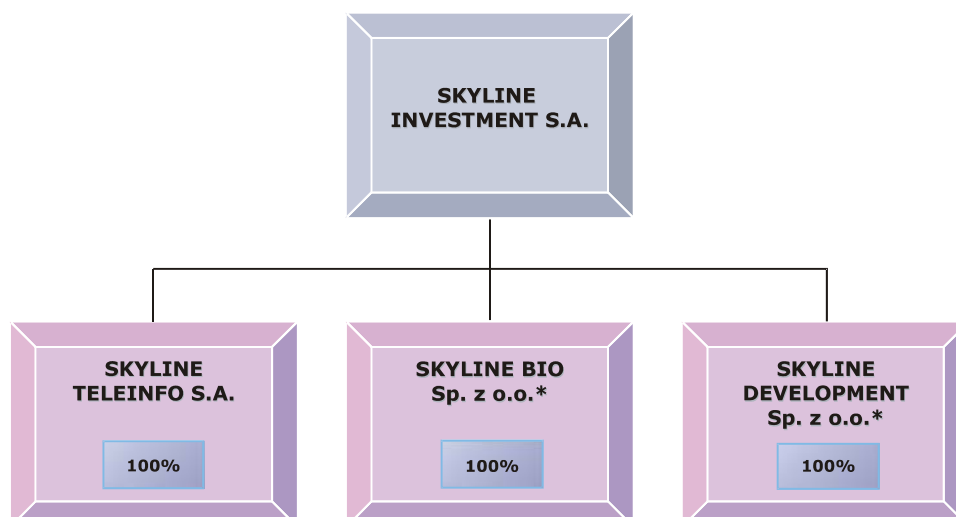 SKYLINE
INVESTMENT S.A.
SKYLINE
TELEINFO S.A.
100%
SKYLINE BIO
Sp. z o.o.*
100%
SKYLINE
DEVELOPMENT
Sp. z o.o.*
100%